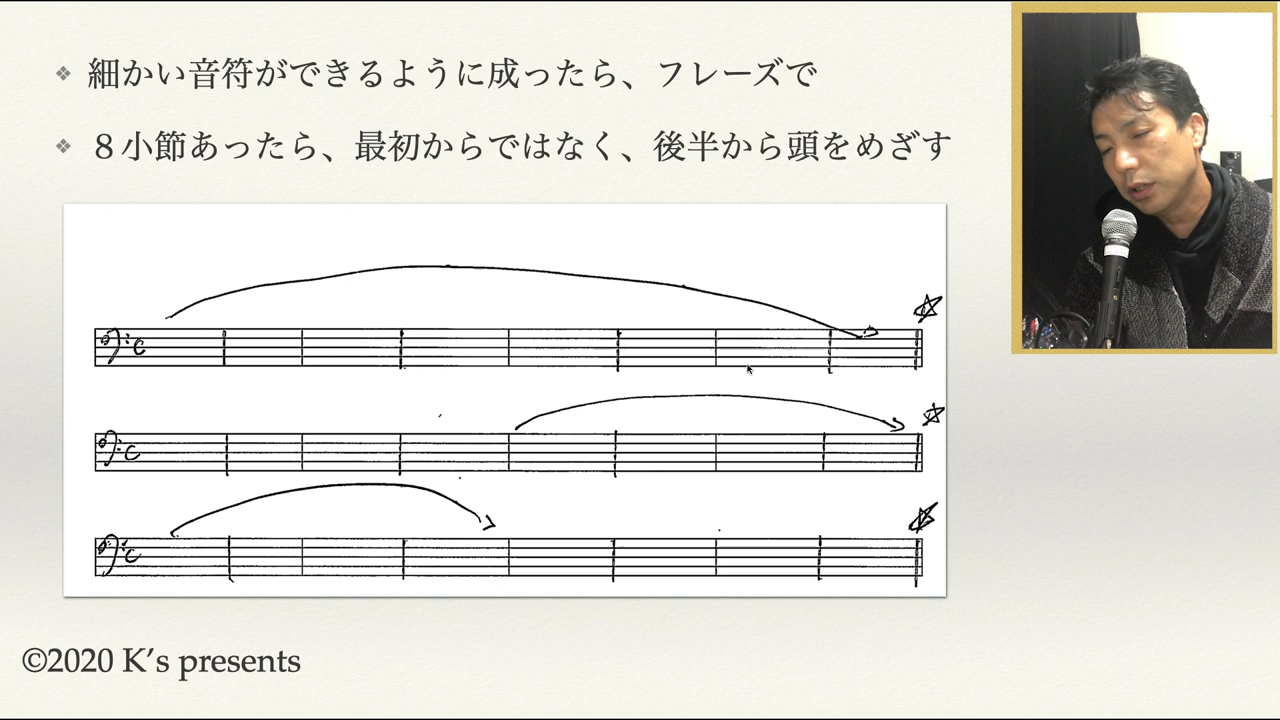 細かい音符ができるように成ったら、フレーズで
８小節あったら、最初からではなく、後半から頭をめざす
©2020 K's presents